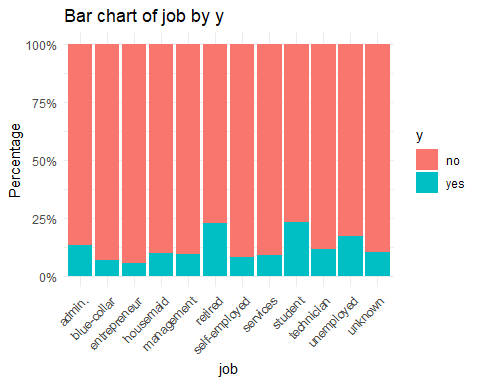 Bar chart of job by y
100%
75%
50%
25%
0%
Percentage
admin.
blue-collar
entrepreneur
housemaid
management
retired
self-employed
services
student
technician
unemployed
unknown
job
y
no
yes